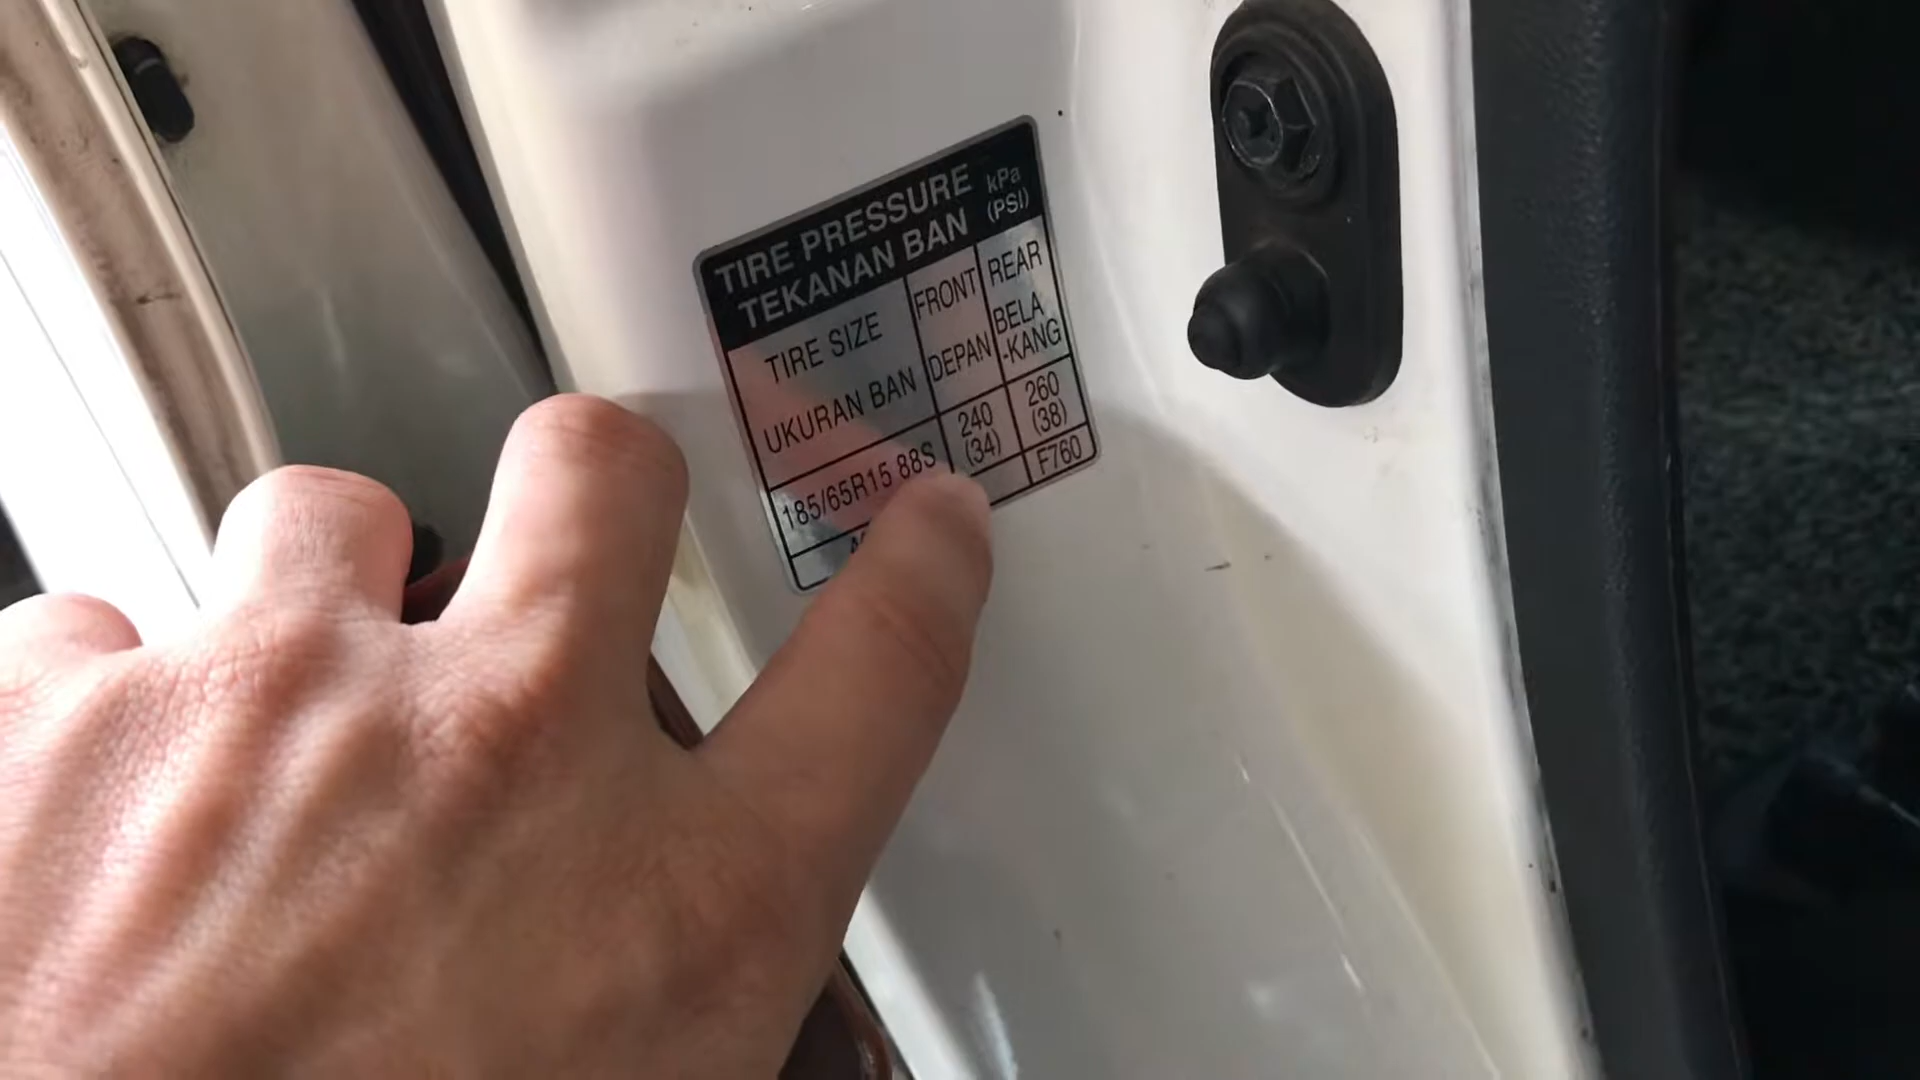 TIRE PRESSURE kPa
TEKANAN BAN (PSI)
TIRE SIZE FRONT REAR
UKURAN BAN DEPAN BELA
-KANG
185/65R15 88S 240 260
(34) (38)
F760